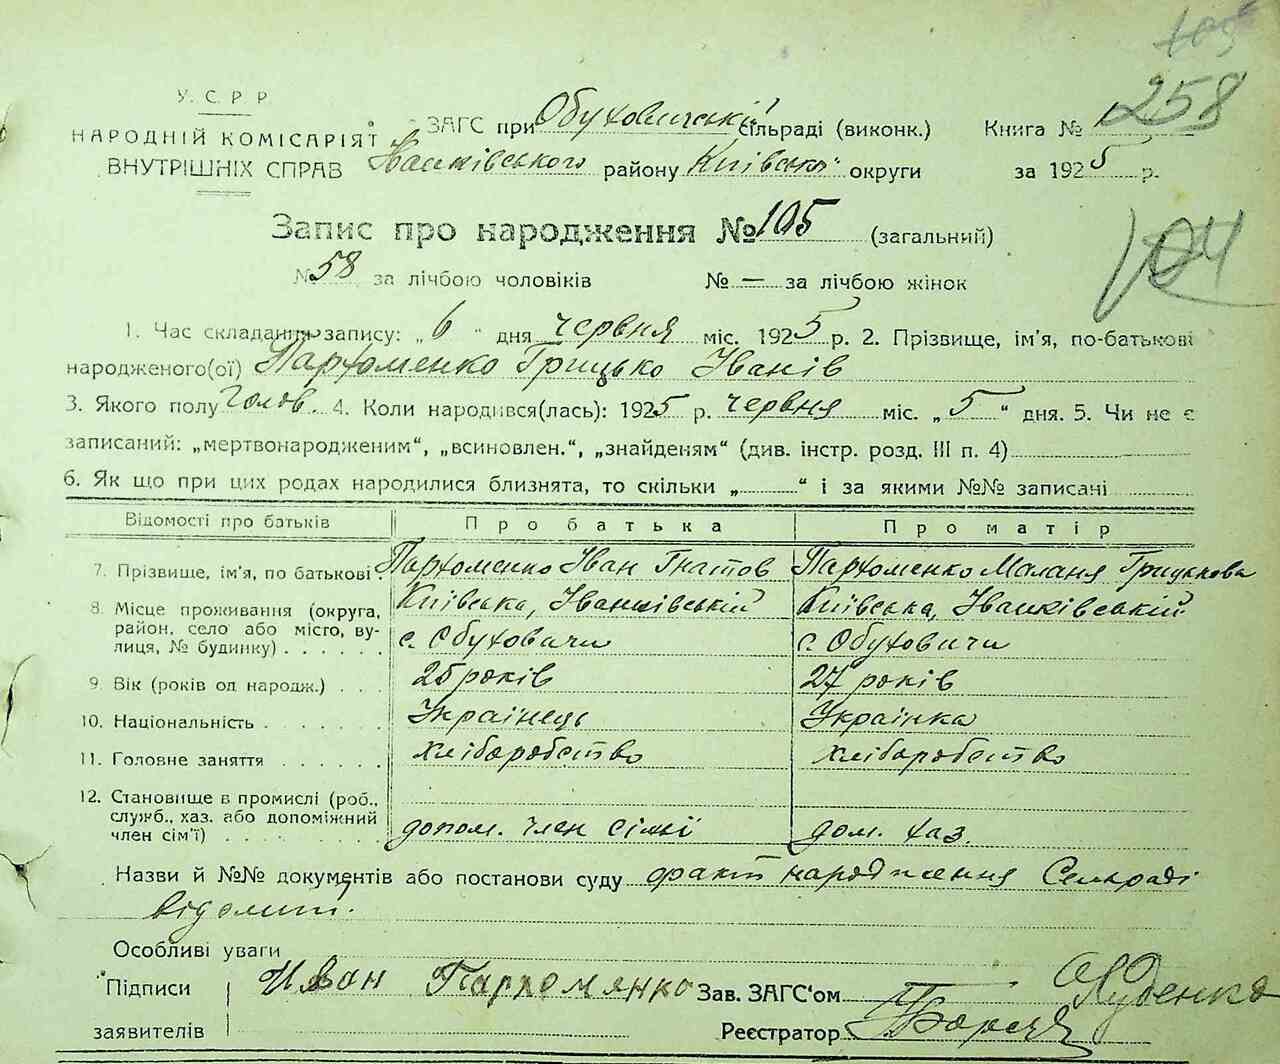 105
258
У. С. Р. Р.
НАРОДНІЙ КОМІСАРІЯТ
ВНУТРІШНІХ СПРАВ
ЗАГС при Обуховичській сільраді (виконк.) Книга №
Іванківського району Київської округи за 1925 р.
Запис про народження № 105 (загальний)
104
№ 58 за лічбою чоловіків № — за лічбою жінок
1. Час складання запису: „6" дня червня міс. 1925 р. 2. Прізвище, ім'я, по-батькові
народженого(ої) Пархоменко Грицько Іванів
3. Якого полу Голов. 4. Коли народився(лась): 1925 р. червня міс. „5" дня. 5. Чи не є
записаний: „мертвонародженим", „всиновлен.", „знайденям" (див. інстр. розд. III п. 4)
6. Як що при цих родах народилися близнята, то скільки „ " і за якими №№ записані
Відомості про батьків Про батька Про матір
7. Прізвище, ім'я, по батькові. Пархоменко Іван Гнатов Пархоменко Маланя Грицькова
8. Місце проживання (округа, Київська, Іванківській Київська, Іванківській
район, село або місто, ву- с. Обуховичи с. Обуховичи
лиця, № будинку)
9. Вік (років од народж.) 25 років 27 років
10. Національність Українець Українка
11. Головне заняття хліборобство хліборобство
12. Становище в промислі (роб.,
служб., хаз. або допоміжний
член сім'ї) допом. член сімї дом. хаз.
Назви й №№ документів або постанови суду факт народження Сельраді
відомит.
Особливі уваги
Підписи Иван Пархоменко Зав. ЗАГС'ом Руденко
заявителів Реєстратор